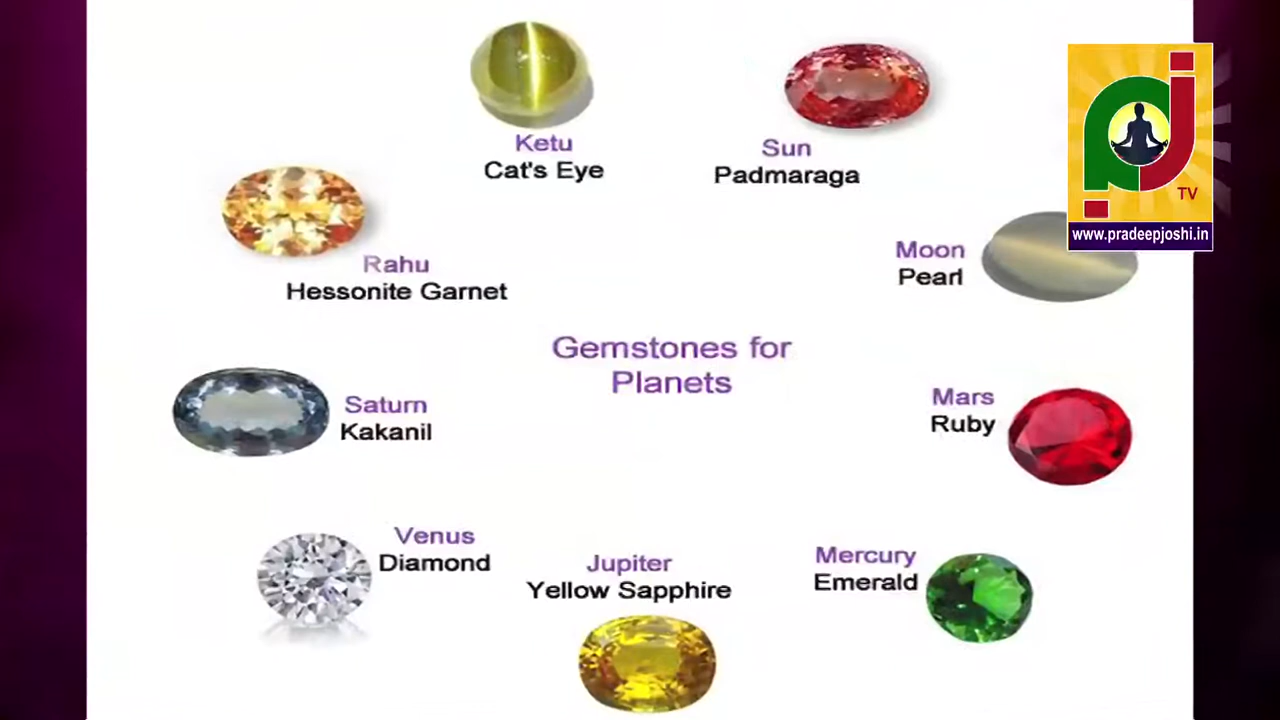 Ketu
Cat's Eye
Sun
Padmaraga
TV
www.pradeepjoshi.in
Rahu
Hessonite Garnet
Moon
Pearl
Gemstones for
Planets
Saturn
Kakanil
Mars
Ruby
Venus
Diamond
Jupiter
Yellow Sapphire
Mercury
Emerald